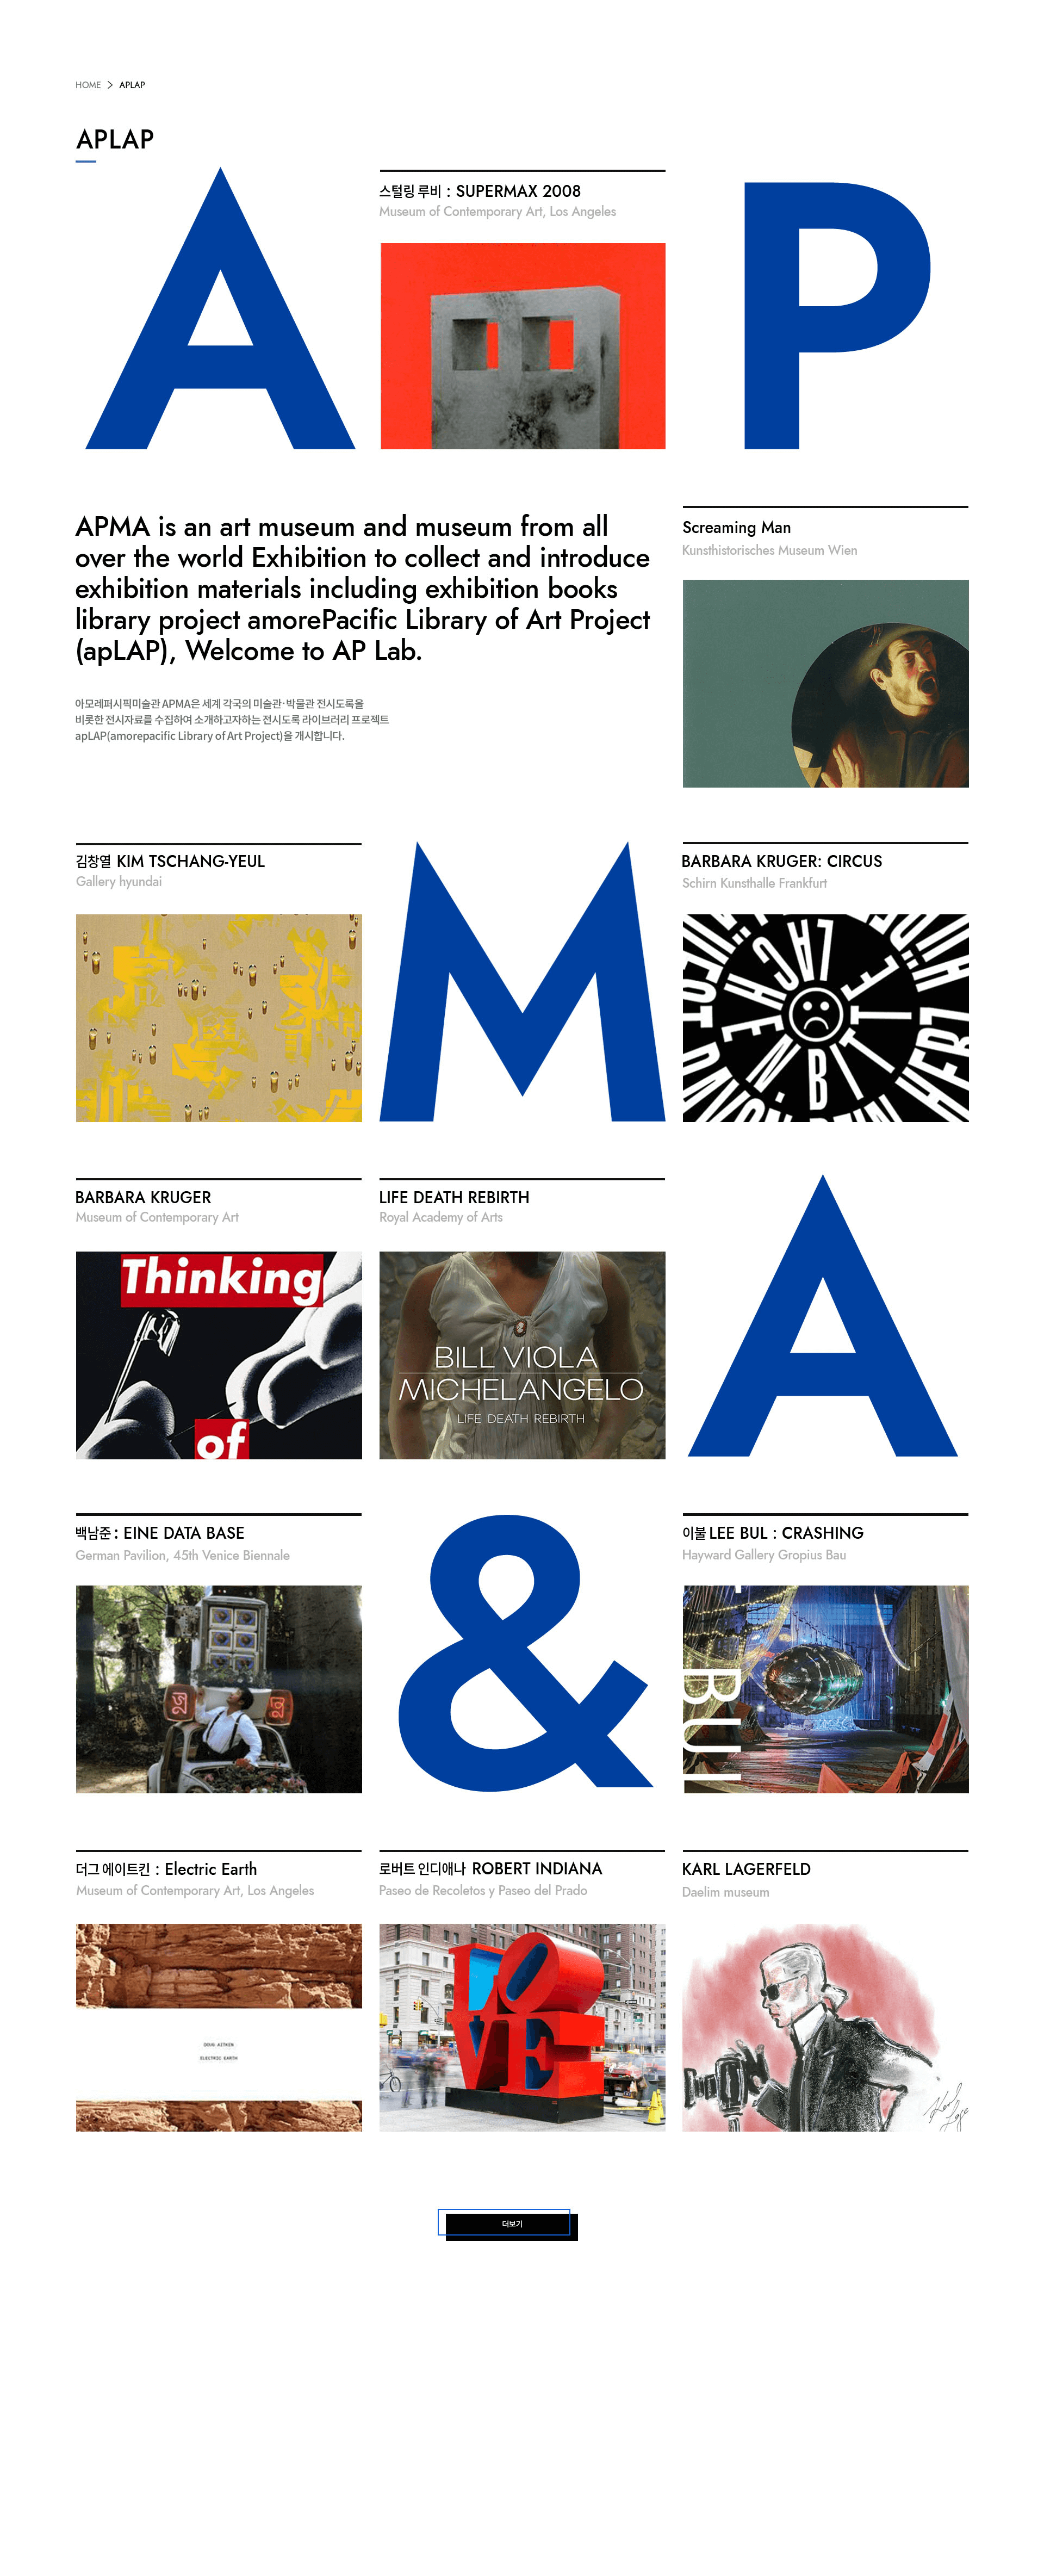 HOME > APLAP
APLAP
A
스털링 루비 : SUPERMAX 2008
Museum of Contemporary Art, Los Angeles
P
APMA is an art museum and museum from all
over the world Exhibition to collect and introduce
exhibition materials including exhibition books
library project amorePacific Library of Art Project
(apLAP), Welcome to AP Lab.
아모레퍼시픽미술관 APMA은 세계 각국의 미술관·박물관 전시도록을
비롯한 전시자료를 수집하여 소개하고자하는 전시도록 라이브러리 프로젝트
apLAP(amorepacific Library of Art Project)을 개시합니다.
Screaming Man
Kunsthistorisches Museum Wien
김창열 KIM TSCHANG-YEUL
Gallery hyundai
M
BARBARA KRUGER: CIRCUS
Schirn Kunsthalle Frankfurt
BARBARA KRUGER
Museum of Contemporary Art
Thinking
of
LIFE DEATH REBIRTH
Royal Academy of Arts
BILL VIOLA
MICHELANGELO
LIFE DEATH REBIRTH
A
백남준 : EINE DATA BASE
German Pavilion, 45th Venice Biennale
&
이불 LEE BUL : CRASHING
Hayward Gallery Gropius Bau
더그 에이트킨 : Electric Earth
Museum of Contemporary Art, Los Angeles
DOUG AITKEN
ELECTRIC EARTH
로버트 인디애나 ROBERT INDIANA
Paseo de Recoletos y Paseo del Prado
LO
VE
KARL LAGERFELD
Daelim museum
더보기